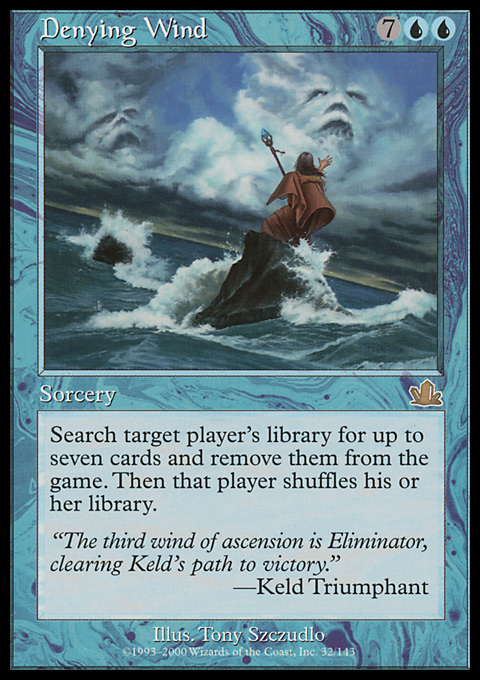 Denying Wind 7
Sorcery
Search target player's library for up to
seven cards and remove them from the
game. Then that player shuffles his or
her library.
“The third wind of ascension is Eliminator,
clearing Keld's path to victory.”
—Keld Triumphant
Illus. Tony Szczudlo
©1993-2000 Wizards of the Coast, Inc. 32/143